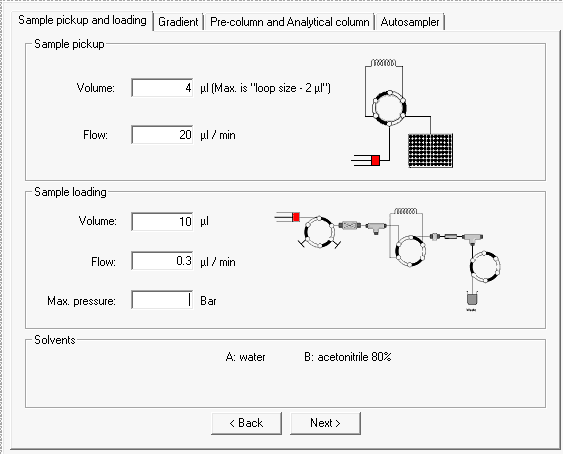 Sample pickup and loading Gradient Pre-column and Analytical column Autosampler
Sample pickup
Volume: 4 µl (Max. is "loop size - 2 µl")
Flow: 20 µl / min
Sample loading
Volume: 10 µl
Flow: 0.3 µl / min
Max. pressure: Bar
Waste
Solvents
A: water B: acetonitrile 80%
< Back Next >